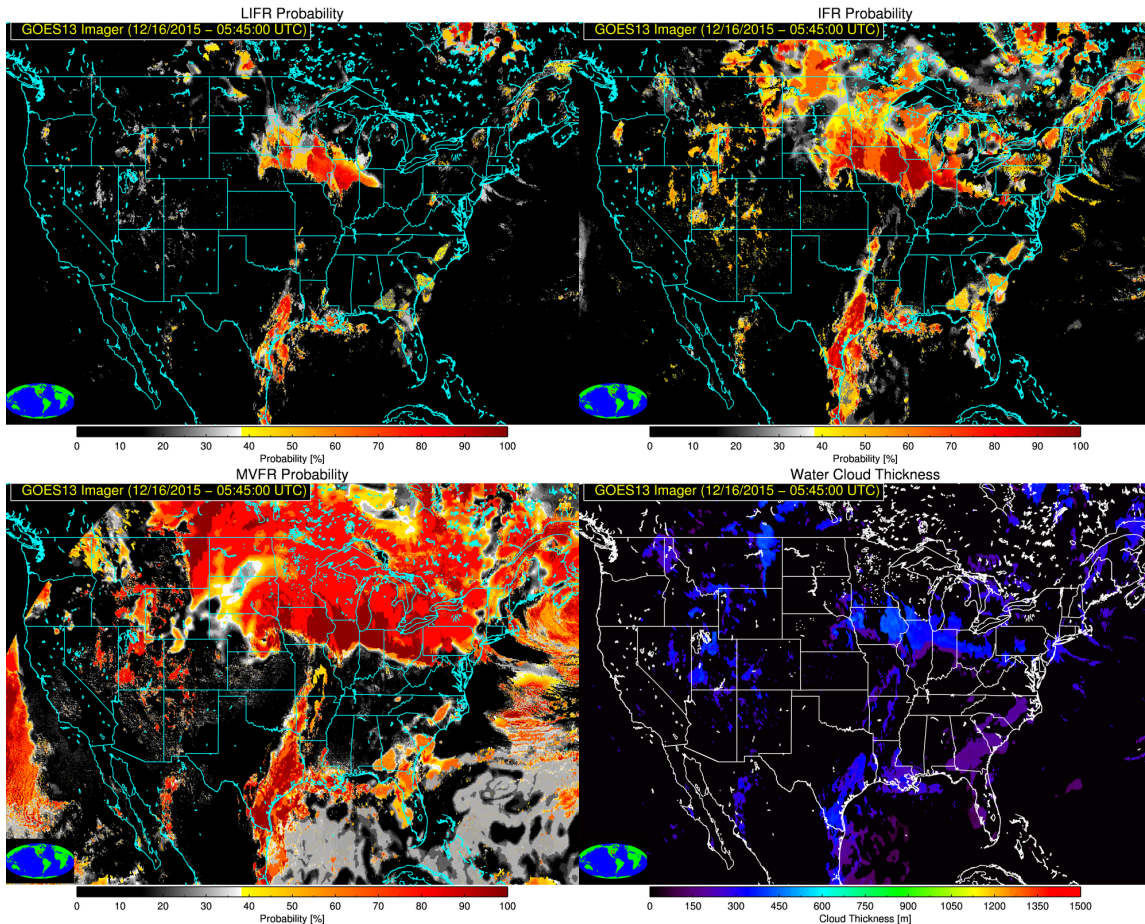 LIFR Probability
GOES13 Imager (12/16/2015 – 05:45:00 UTC)
0 10 20 30 40 50 60 70 80 90 100
Probability [%]
IFR Probability
GOES13 Imager (12/16/2015 – 05:45:00 UTC)
0 10 20 30 40 50 60 70 80 90 100
Probability [%]
MVFR Probability
GOES13 Imager (12/16/2015 – 05:45:00 UTC)
0 10 20 30 40 50 60 70 80 90 100
Probability [%]
Water Cloud Thickness
GOES13 Imager (12/16/2015 – 05:45:00 UTC)
0 150 300 450 600 750 900 1050 1200 1350 1500
Cloud Thickness [m]